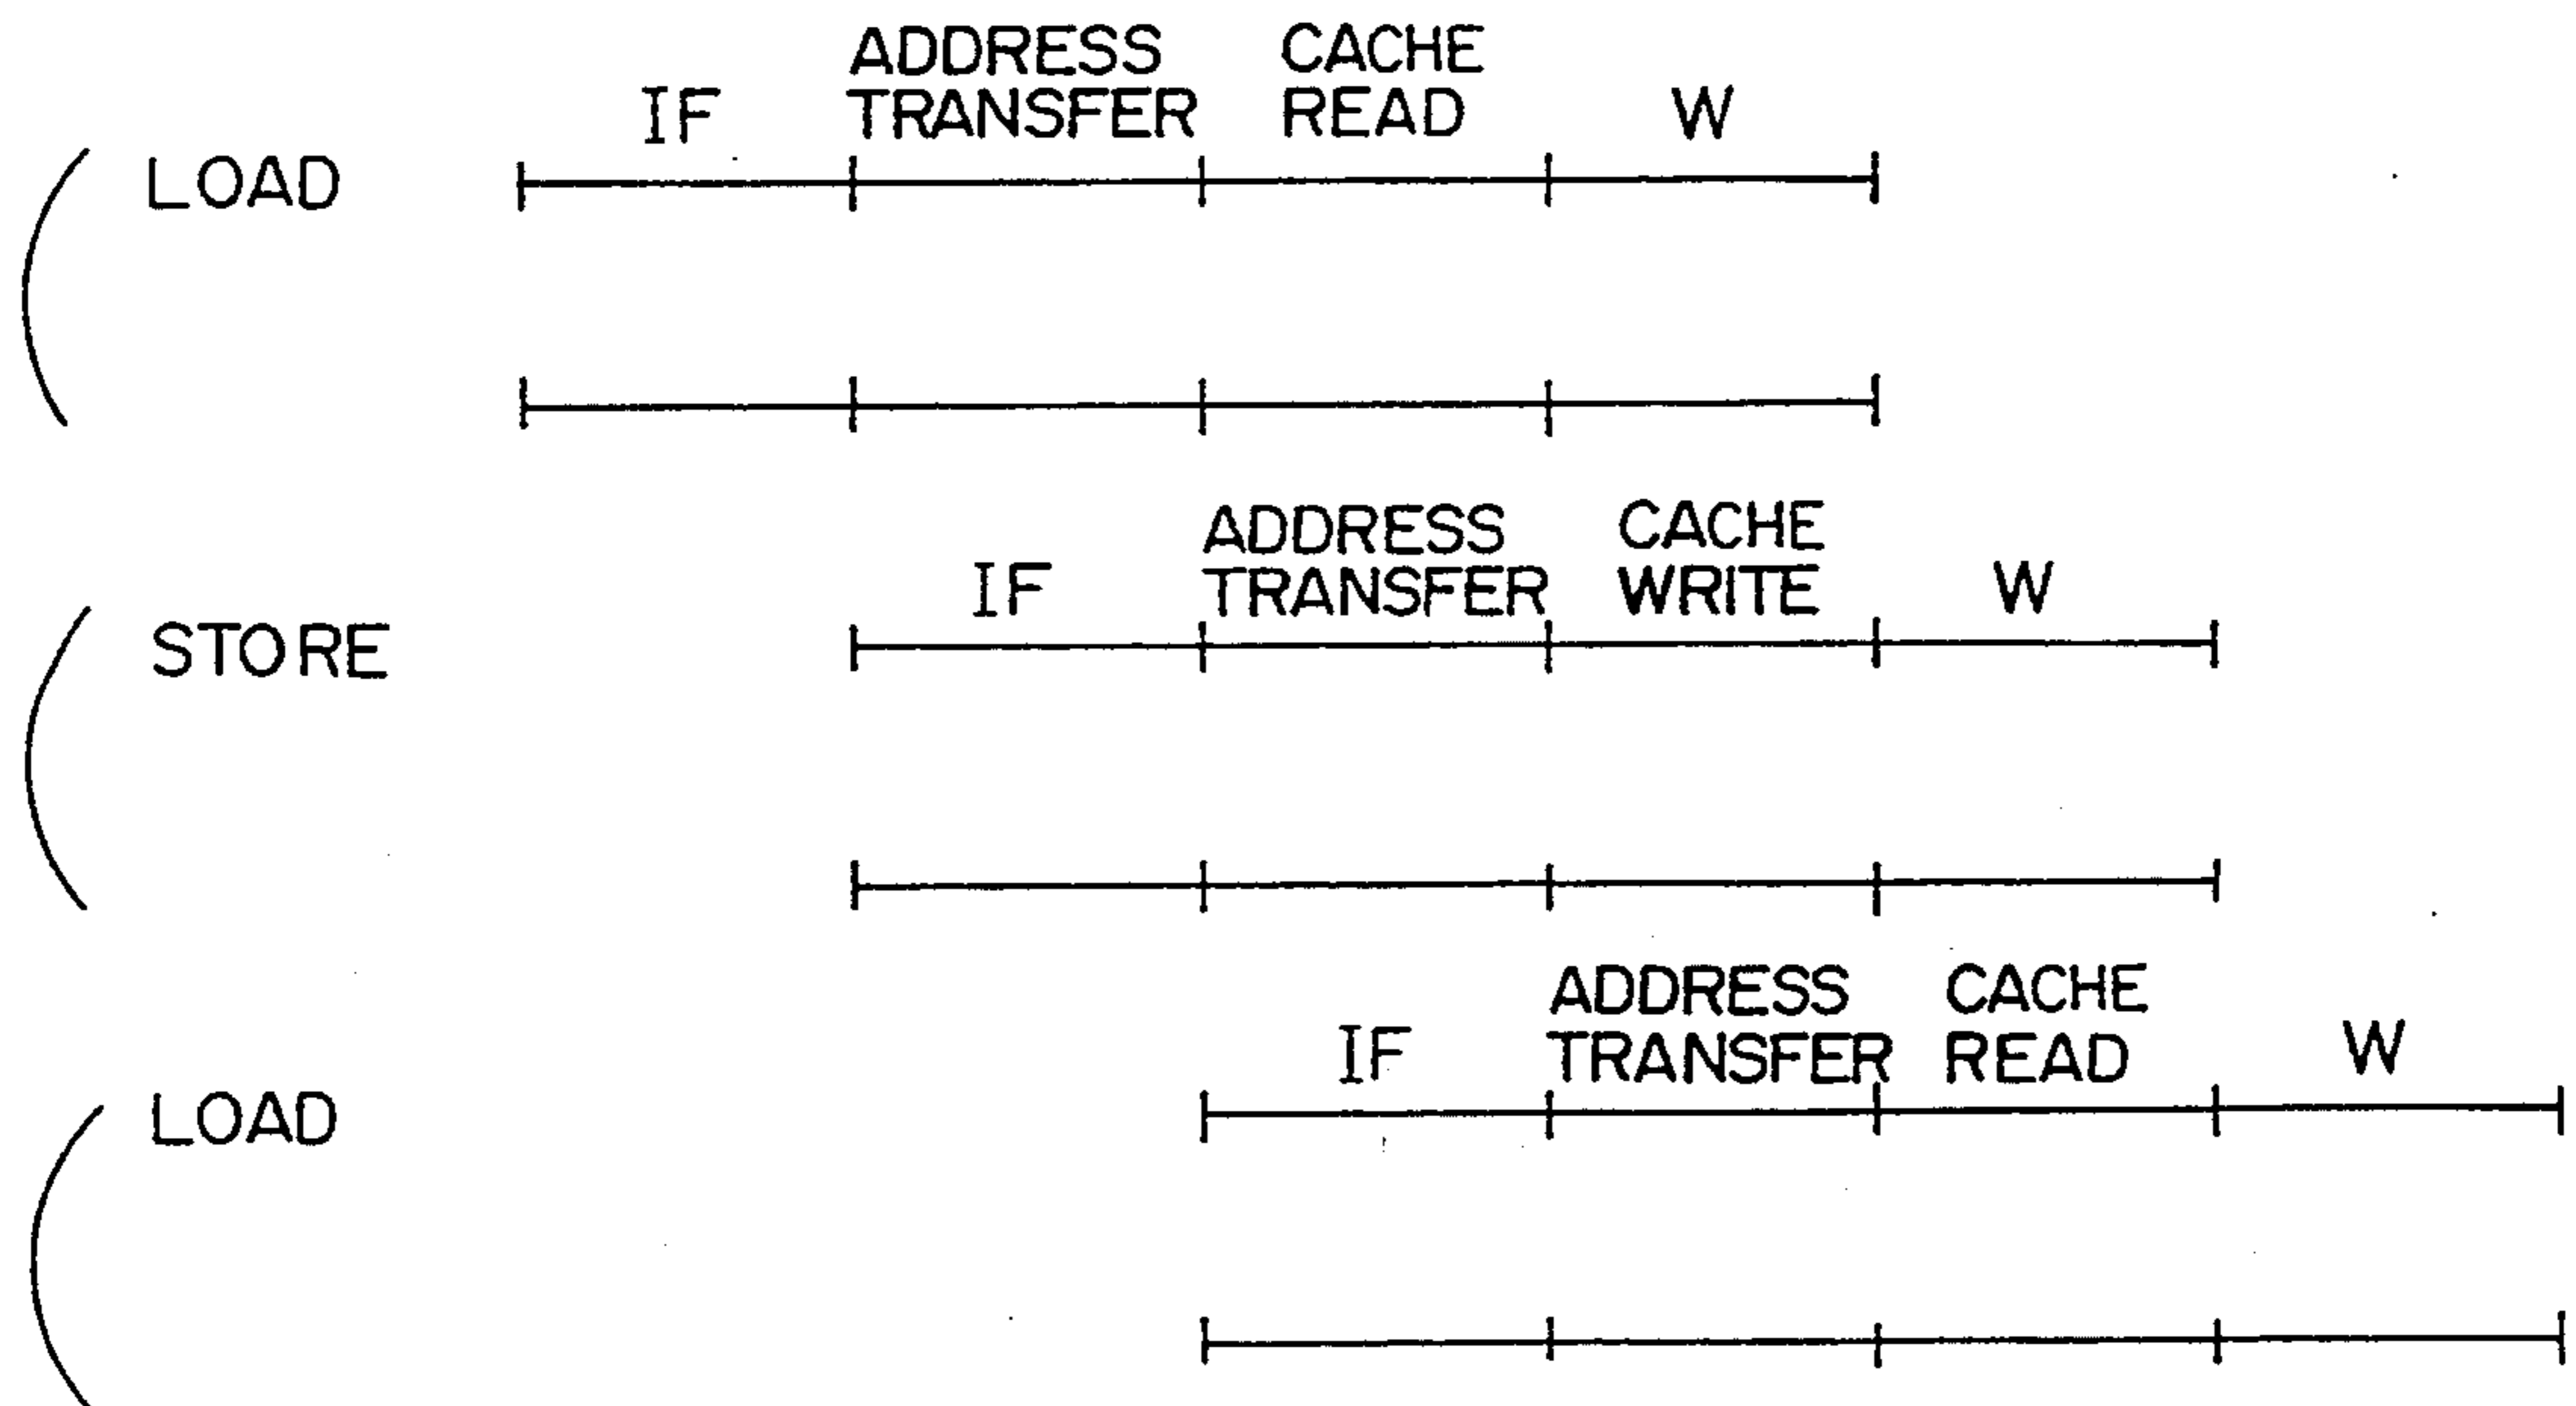 ADDRESS CACHE
IF TRANSFER READ W
LOAD
ADDRESS CACHE
IF TRANSFER WRITE W
STORE
ADDRESS CACHE
IF TRANSFER READ W
LOAD